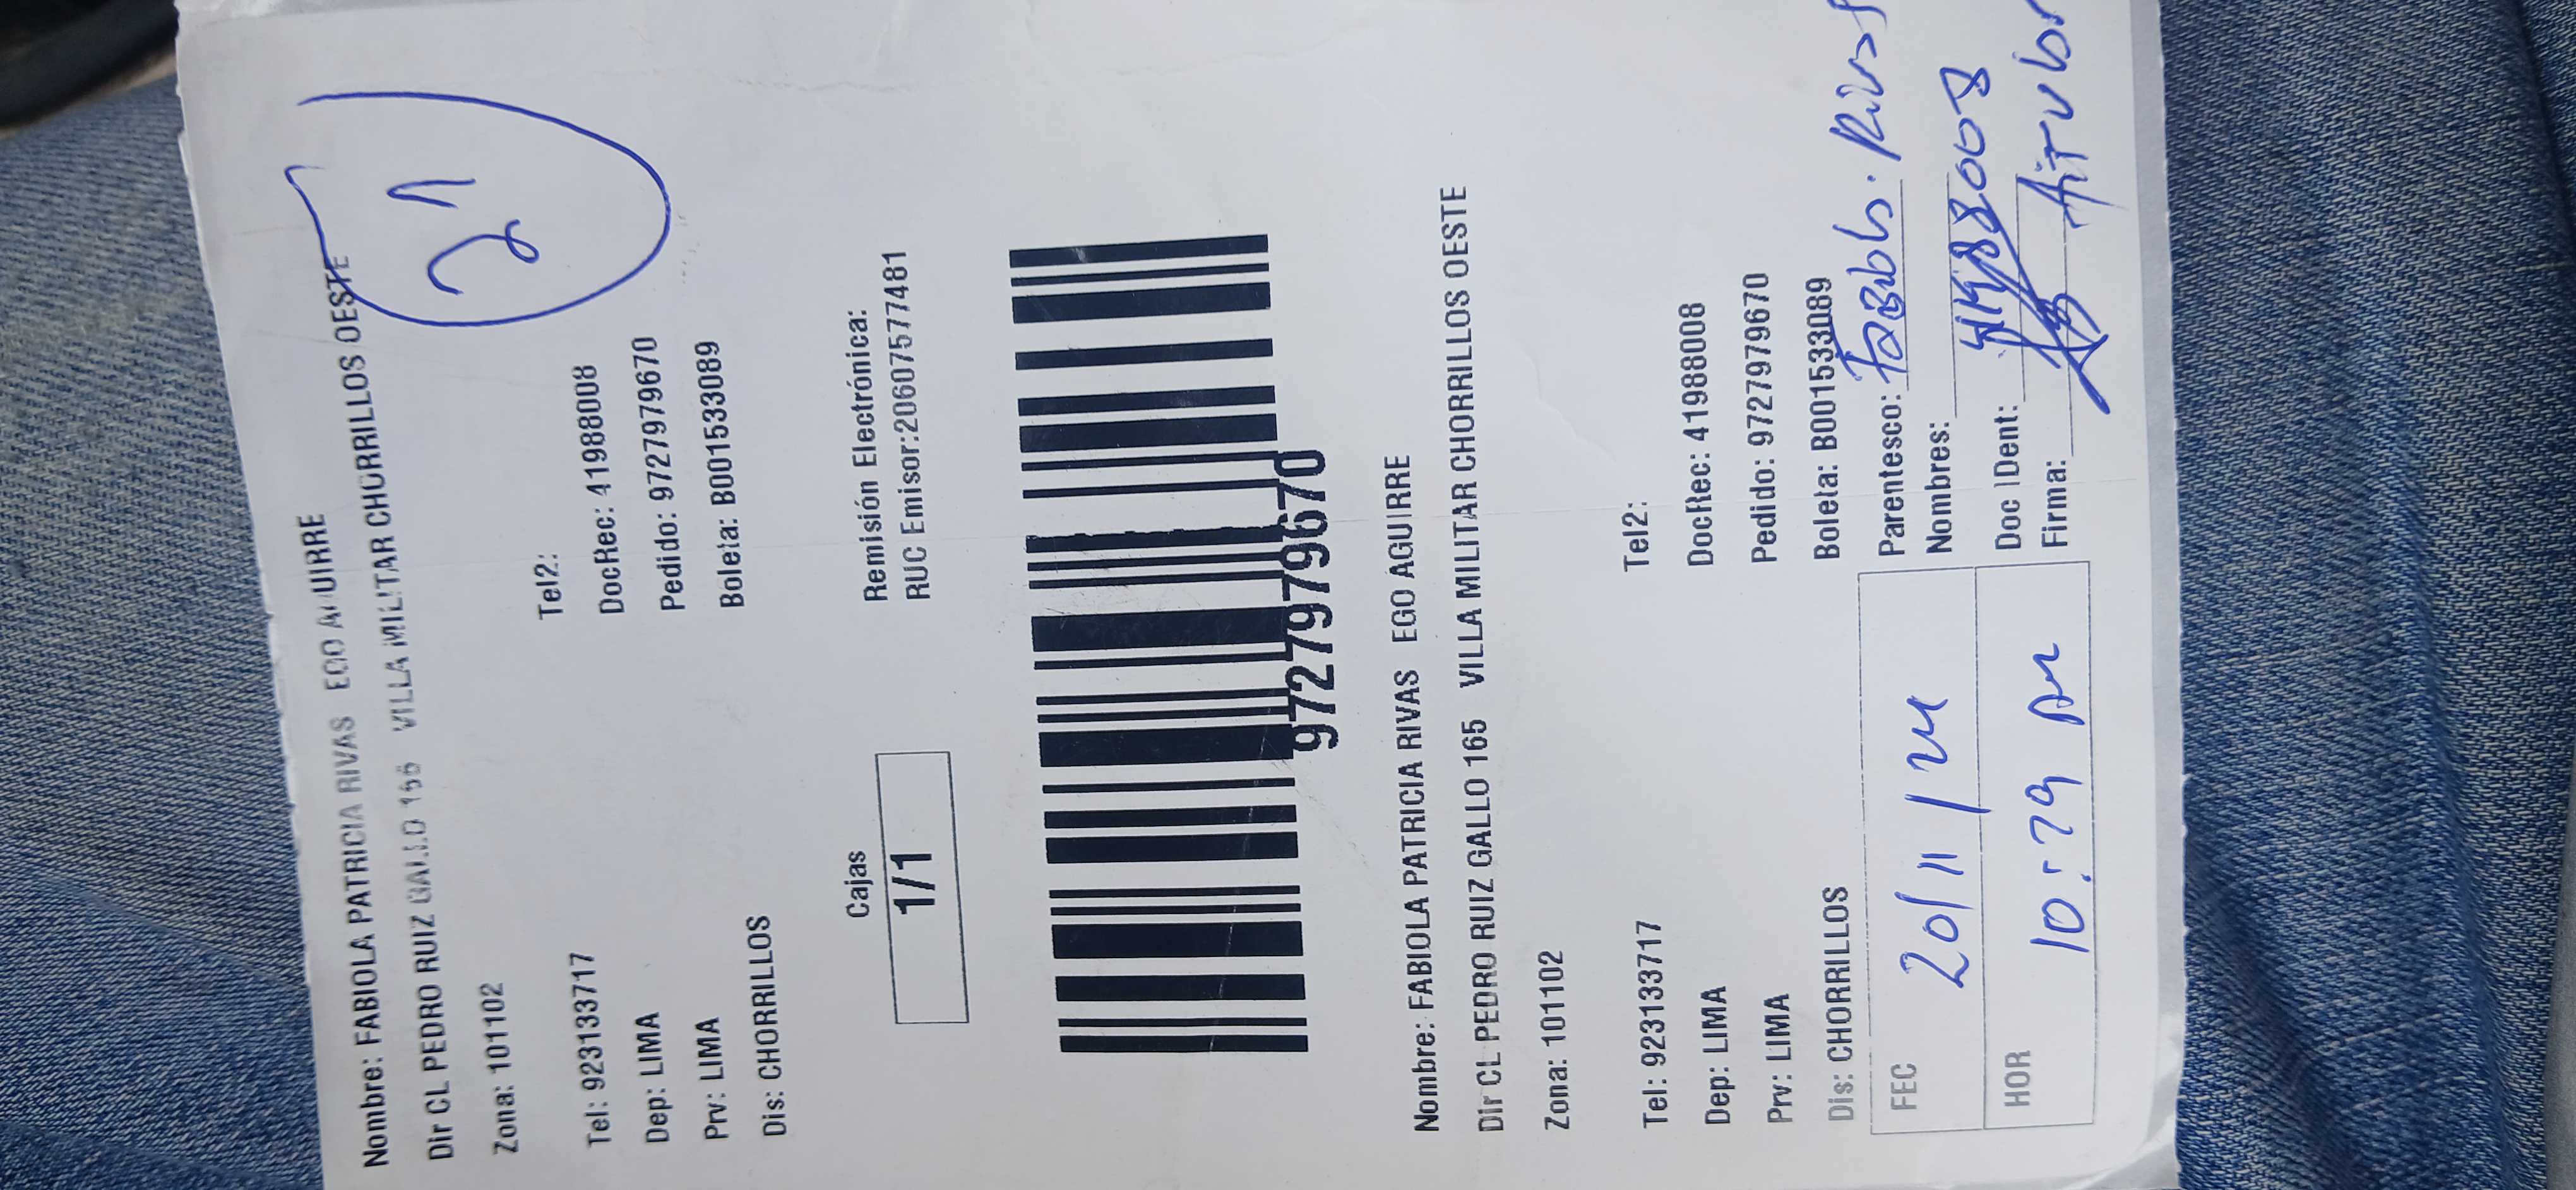 Nombre: FABIOLA PATRICIA RIVAS EGO AGUIRRE
Dir CL PEDRO RUIZ GALLO 165 VILLA MILITAR CHORRILLOS OESTE
21
Zona: 101102
Tel: 923133717 Tel2:
Dep: LIMA DocRec: 41988008
Prv: LIMA Pedido: 9727979670
Dis: CHORRILLOS Boleta: B001533089
Cajas Remisión Electrónica:
1/1 RUC Emisor:20607577481
9727979670
Nombre: FABIOLA PATRICIA RIVAS EGO AGUIRRE
Dir CL PEDRO RUIZ GALLO 165 VILLA MILITAR CHORRILLOS OESTE
Zona: 101102
Tel: 923133717 Tel2:
Dep: LIMA DocRec: 41988008
Prv: LIMA Pedido: 9727979670
Dis: CHORRILLOS Boleta: B001533089
FEC 20/11/24 Parentesco:
Nombres:
HOR 10:29 AM Doc IDent: 41988008
Firma: